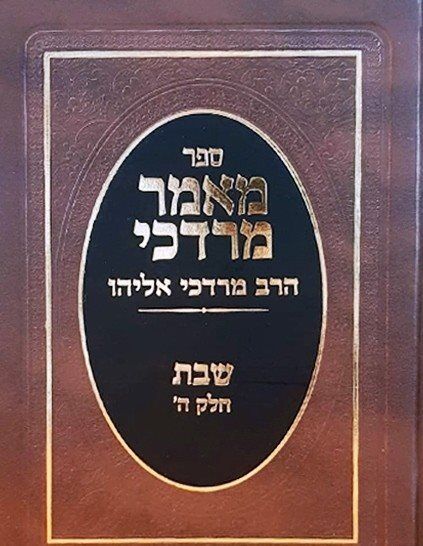 ספר
מאמר
מרדכי
הרב מרדכי אליהו
שבת
חלק ה'